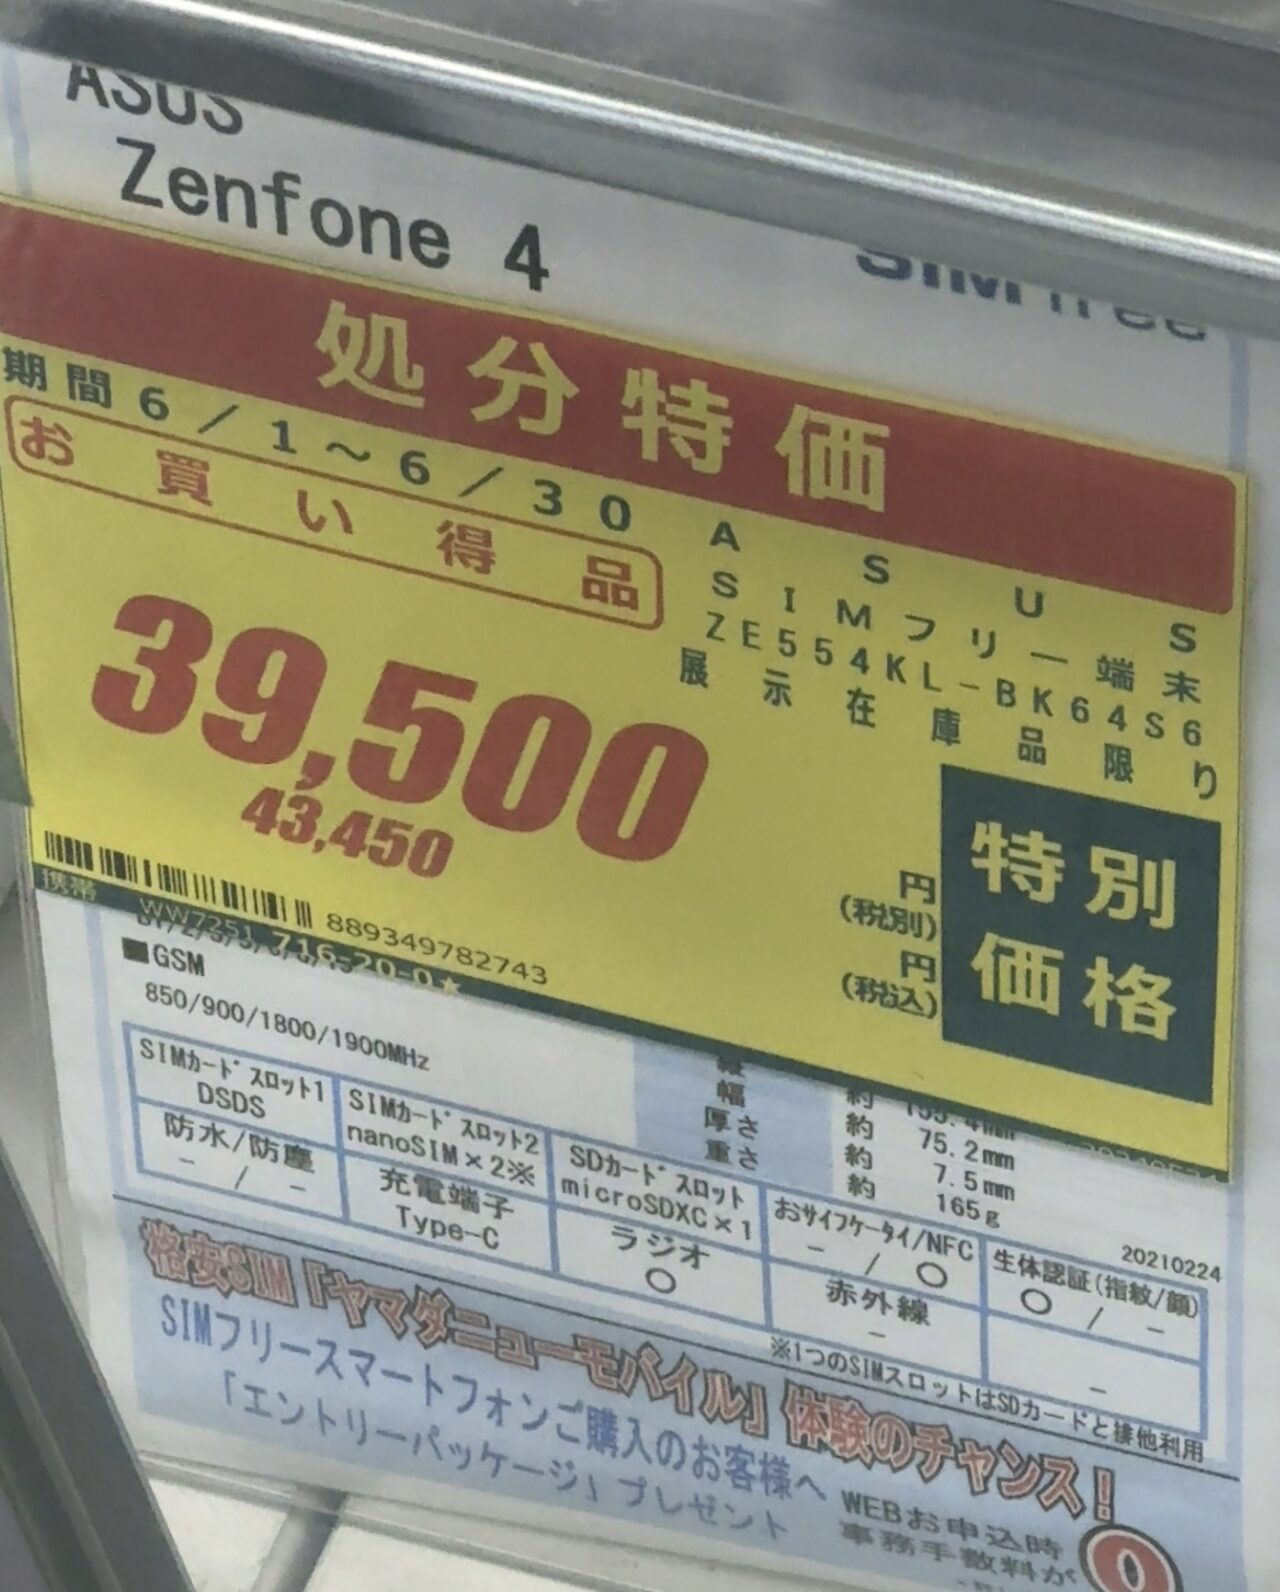 ASUS
Zenfone 4
SIMfree
処分特価
期間6/1～6/30
お買い得品
ASUS
SIMフリー端末
ZE554KL-BK64S6
展示在庫品限り
39,500
円
(税別)
43,450
円
(税込)
特別
価格
889349782743
携帯
WW7251 716-20-0★
■GSM
850/900/1800/1900MHz
幅 約 75.2mm
厚さ 約 7.5mm
重さ 約 165g
20210224
SIMカードスロット1
DSDS
SIMカードスロット2
nanoSIM×2※
SDカードスロット
microSDXC×1
おサイフケータイ/NFC
- / ○
生体認証(指紋/顔)
○ / -
防水/防塵
- / -
充電端子
Type-C
ラジオ
○
赤外線
-
-
※1つのSIMスロットはSDカードと排他利用
格安SIM「ヤマダニューモバイル」体験のチャンス！
SIMフリースマートフォンご購入のお客様へ
「エントリーパッケージ」プレゼント
WEBお申込時
事務手数料が
0